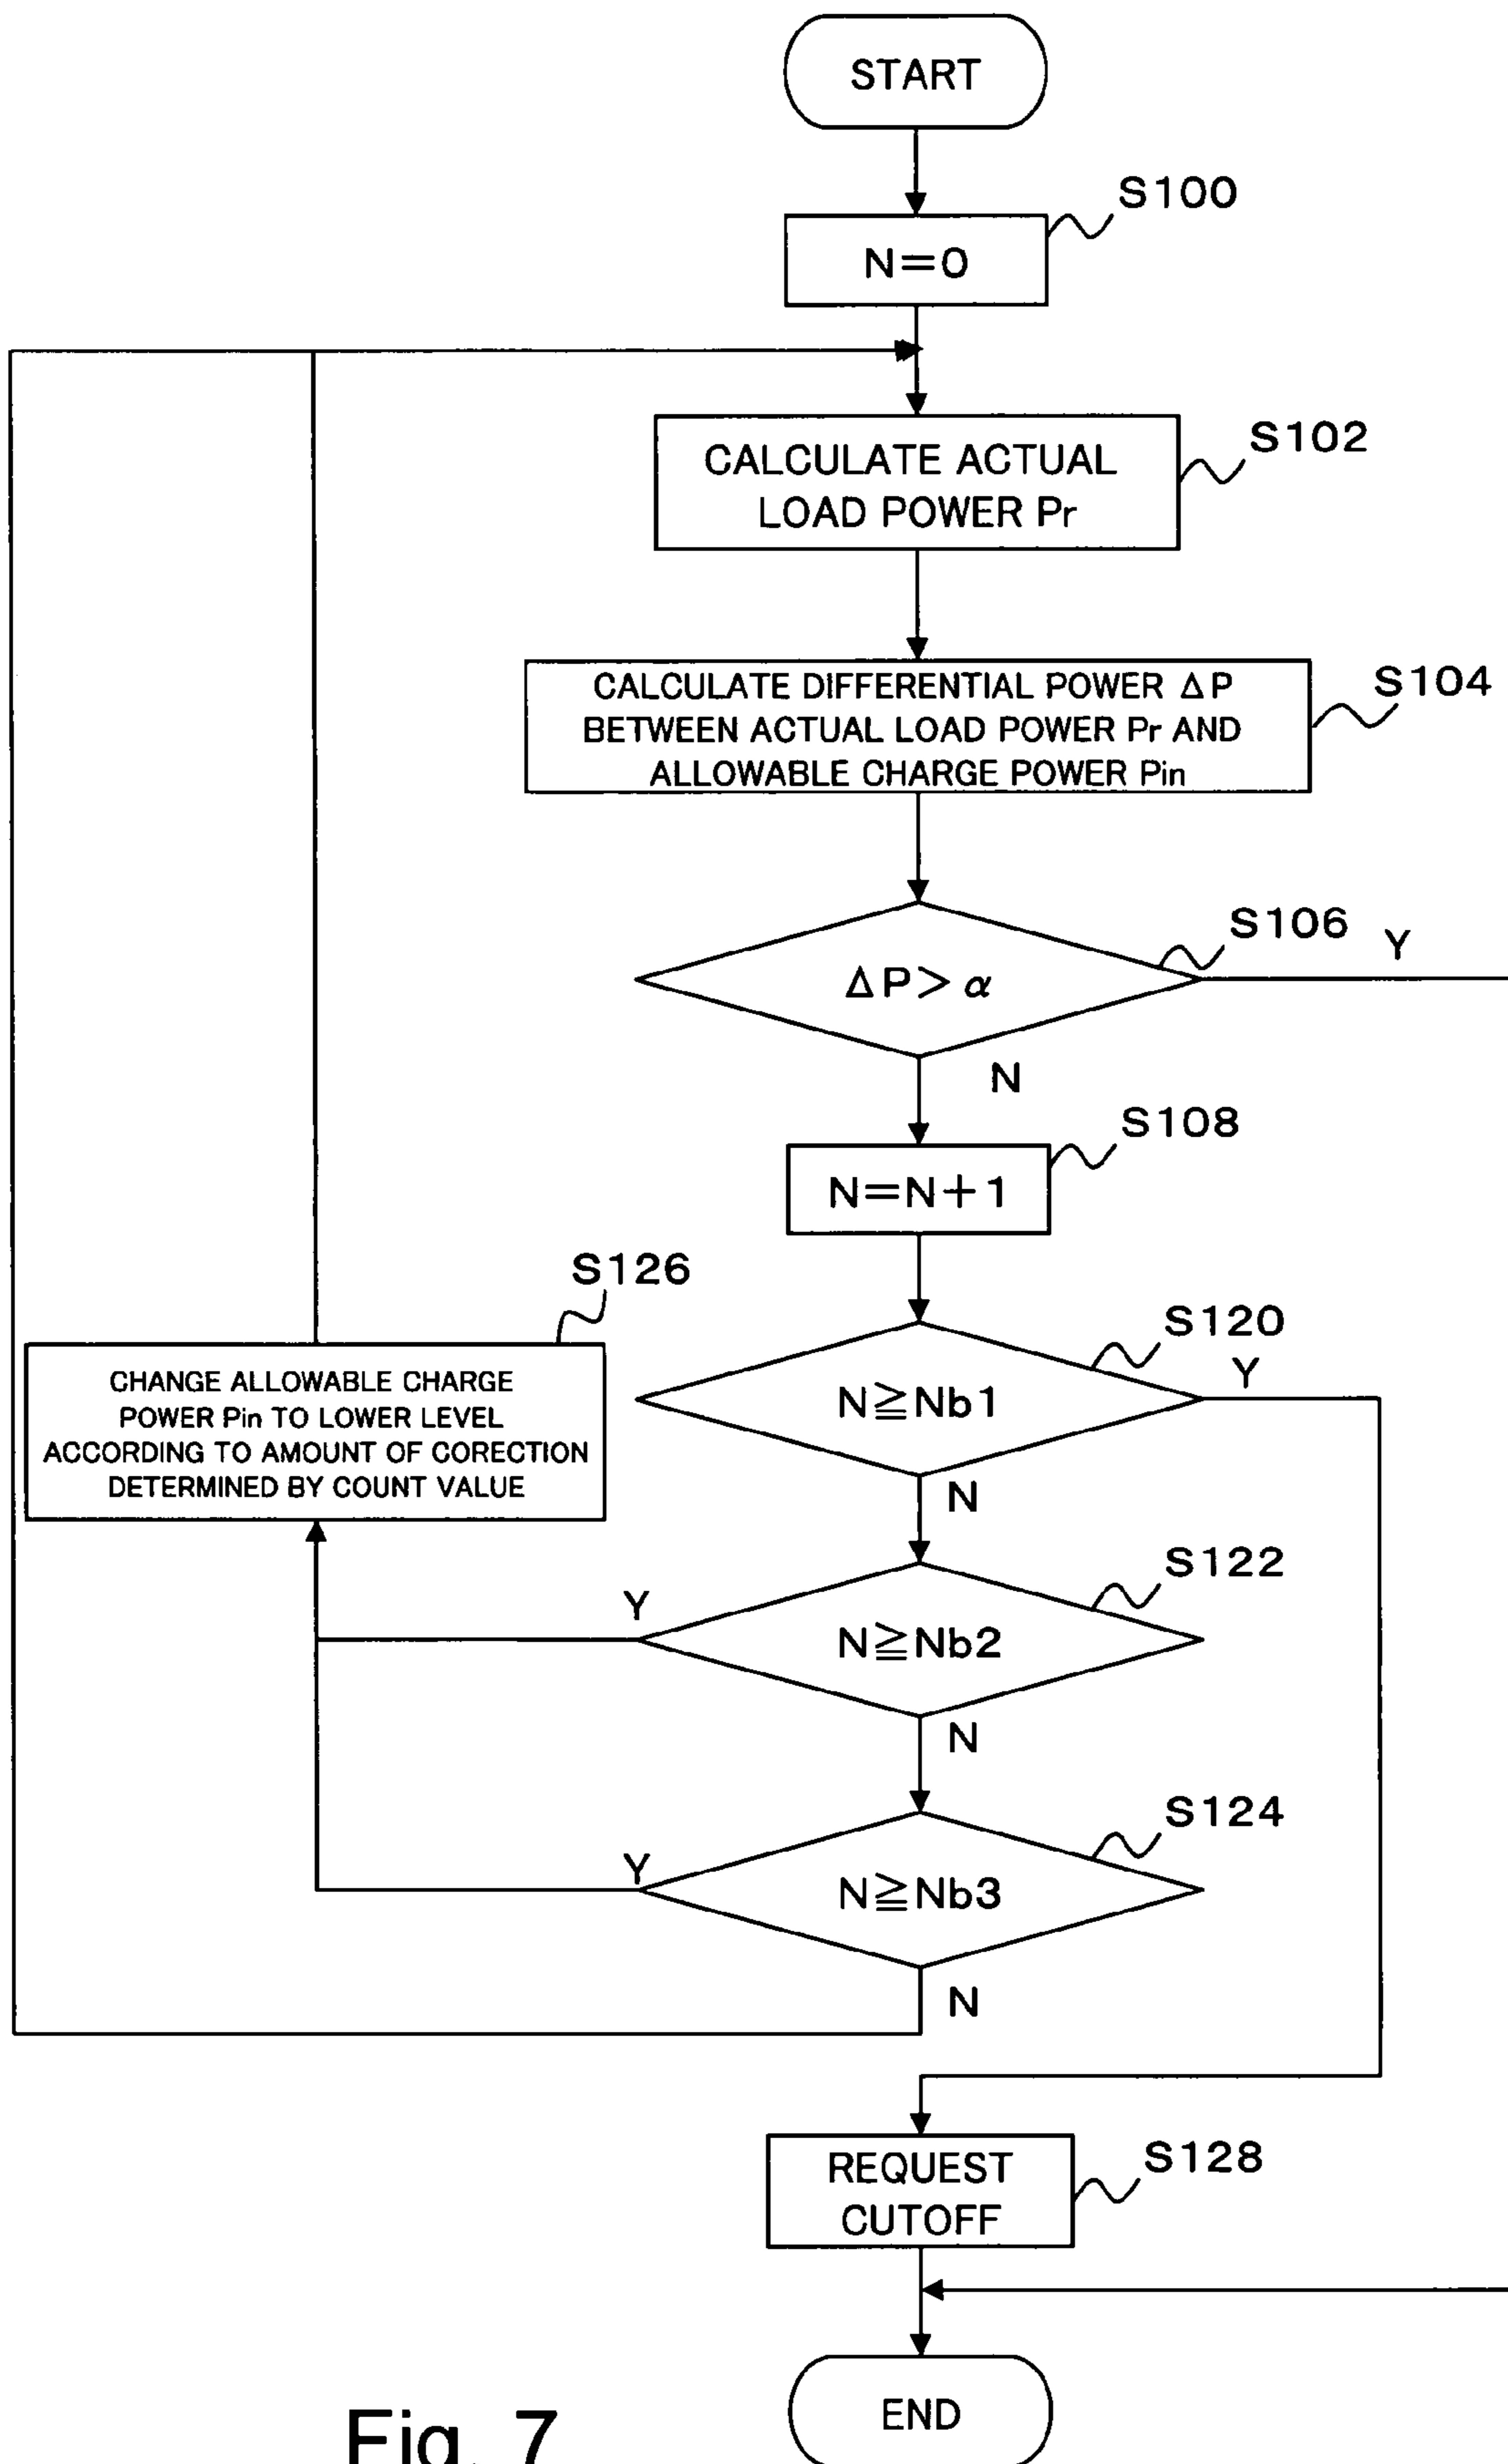 START
S100
N=0
S102
CALCULATE ACTUAL
LOAD POWER Pr
S104
CALCULATE DIFFERENTIAL POWER ΔP
BETWEEN ACTUAL LOAD POWER Pr AND
ALLOWABLE CHARGE POWER Pin
S106
Y
ΔP>α
N
S108
N=N+1
S126
CHANGE ALLOWABLE CHARGE
POWER Pin TO LOWER LEVEL
ACCORDING TO AMOUNT OF CORECTION
DETERMINED BY COUNT VALUE
S120
Y
N≧Nb1
N
S122
Y
N≧Nb2
N
S124
Y
N≧Nb3
N
S128
REQUEST
CUTOFF
END
Fig. 7